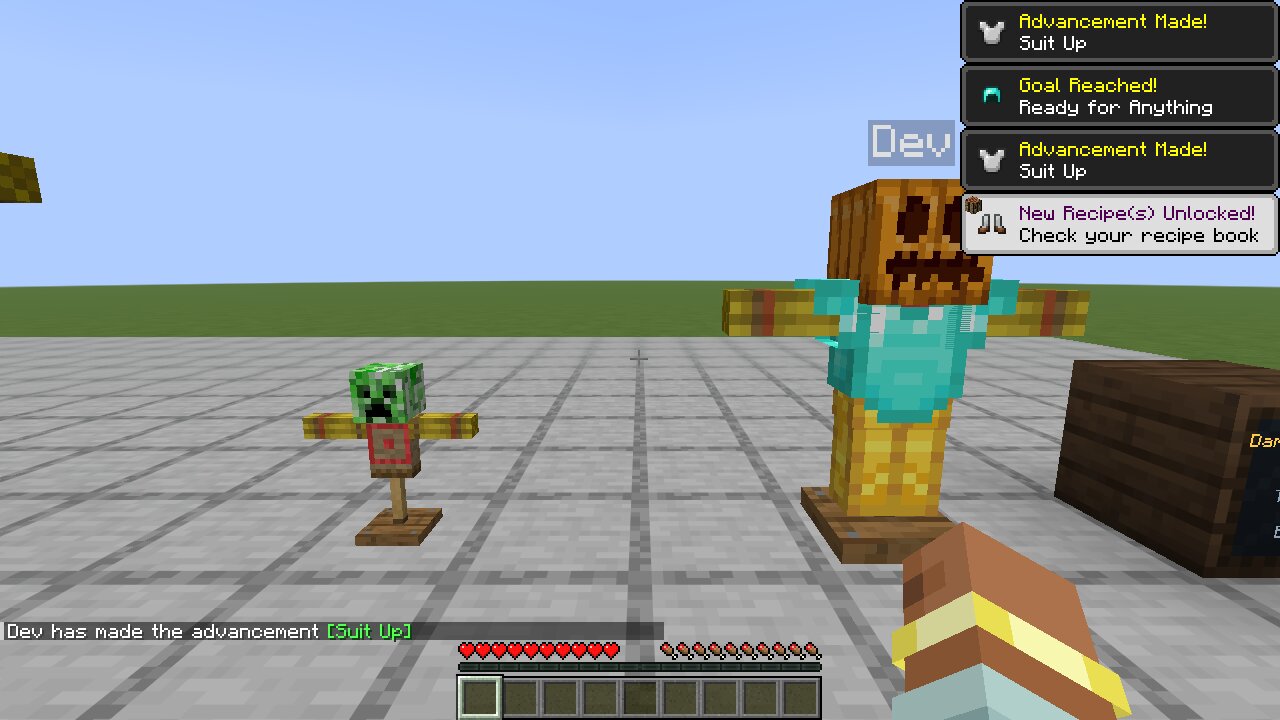 Advancement Made!
Suit Up
Goal Reached!
Ready for Anything
Dev
Advancement Made!
Suit Up
New Recipe(s) Unlocked!
Check your recipe book
Dev has made the advancement [Suit Up]